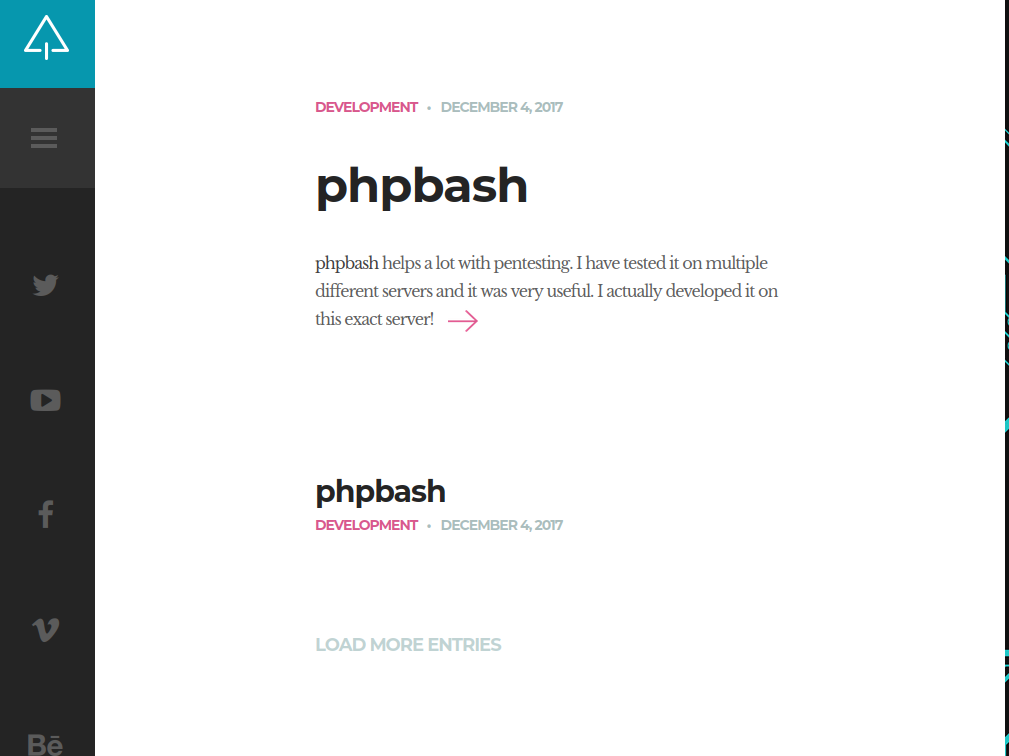 DEVELOPMENT • DECEMBER 4, 2017
phpbash
phpbash helps a lot with pentesting. I have tested it on multiple
different servers and it was very useful. I actually developed it on
this exact server!
phpbash
DEVELOPMENT • DECEMBER 4, 2017
LOAD MORE ENTRIES
Bē